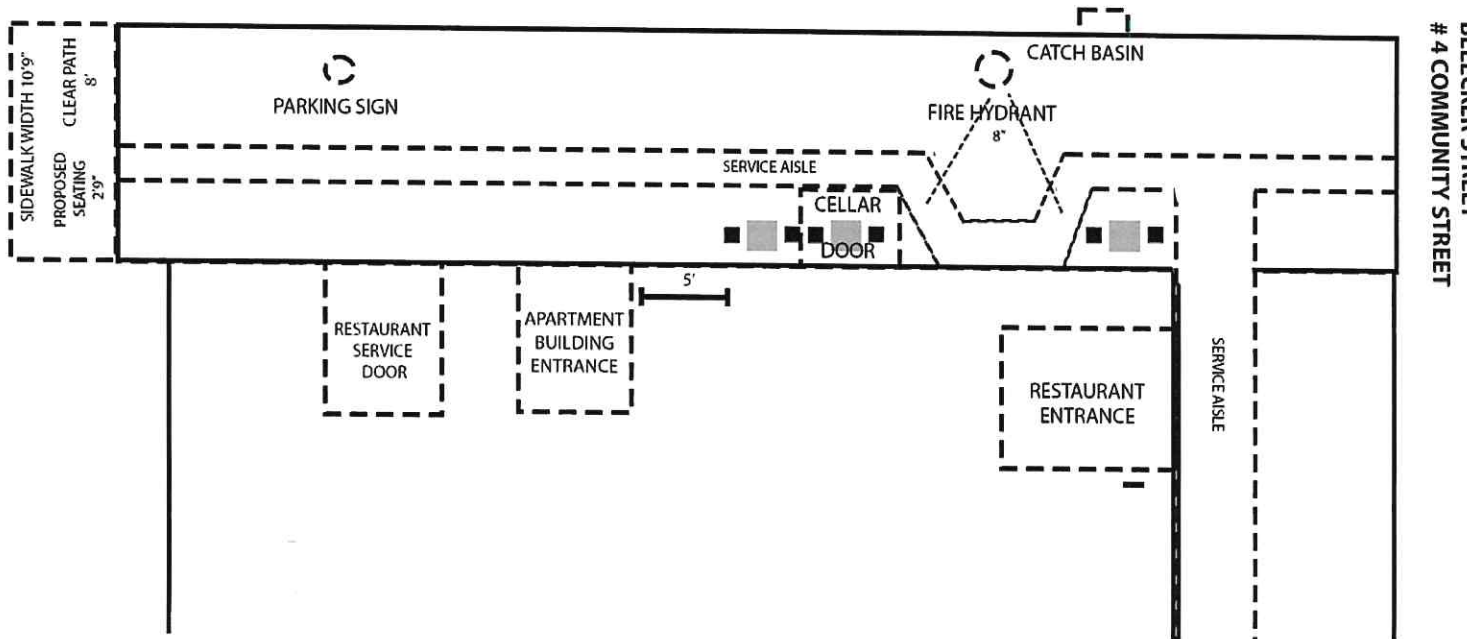 SIDEWALK WIDTH 10'9"
CLEAR PATH
8'
PROPOSED
SEATING
2'9"
PARKING SIGN
CATCH BASIN
FIRE HYDRANT
8"
SERVICE AISLE
CELLAR
DOOR
5'
RESTAURANT
SERVICE
DOOR
APARTMENT
BUILDING
ENTRANCE
RESTAURANT
ENTRANCE
SERVICE AISLE
STREET
# 4 COMMUNITY STREET